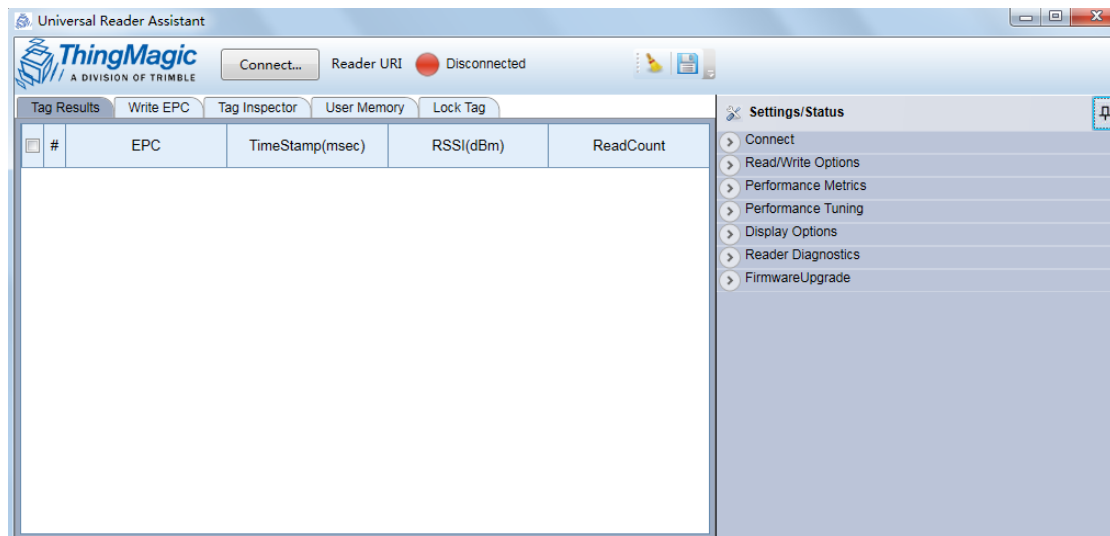 Universal Reader Assistant
ThingMagic
A DIVISION OF TRIMBLE
Connect... Reader URI Disconnected
Tag Results Write EPC Tag Inspector User Memory Lock Tag
# EPC TimeStamp(msec) RSSI(dBm) ReadCount
Settings/Status
Connect
Read/Write Options
Performance Metrics
Performance Tuning
Display Options
Reader Diagnostics
FirmwareUpgrade